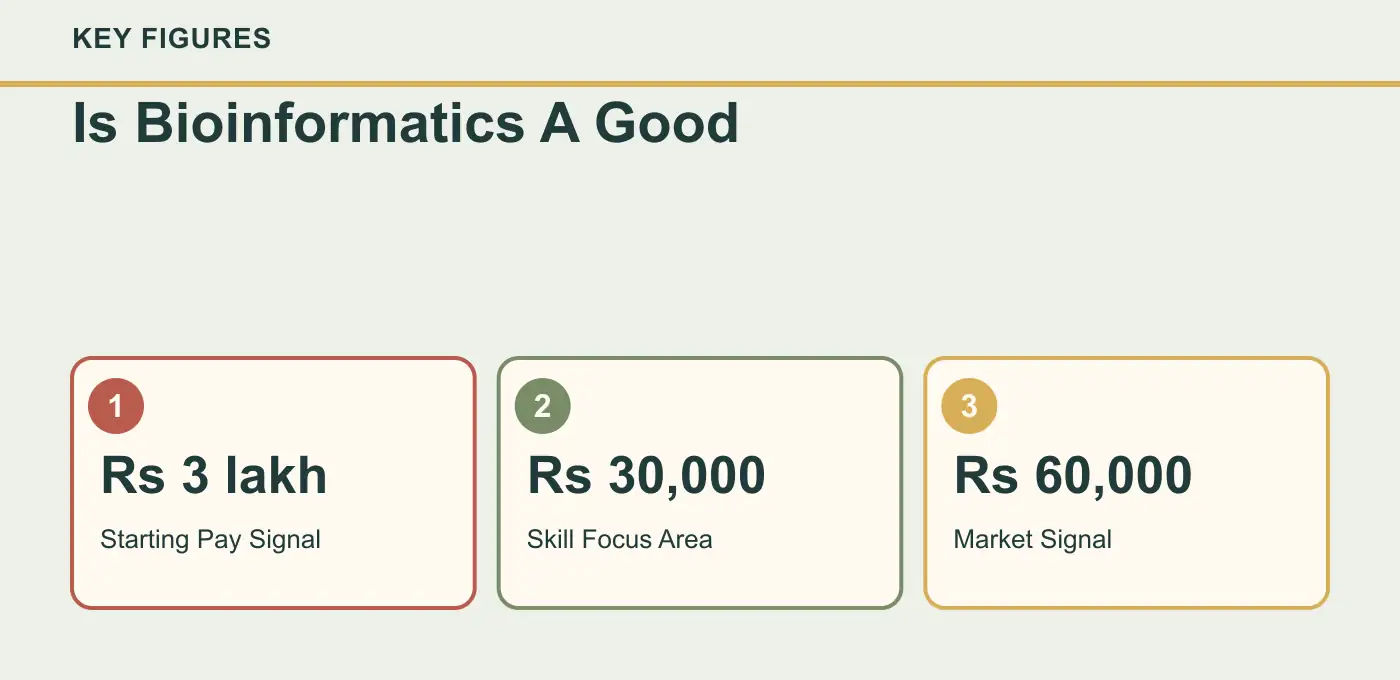 KEY FIGURES
Is Bioinformatics A Good
1
Rs 3 lakh
Starting Pay Signal
2
Rs 30,000
Skill Focus Area
3
Rs 60,000
Market Signal